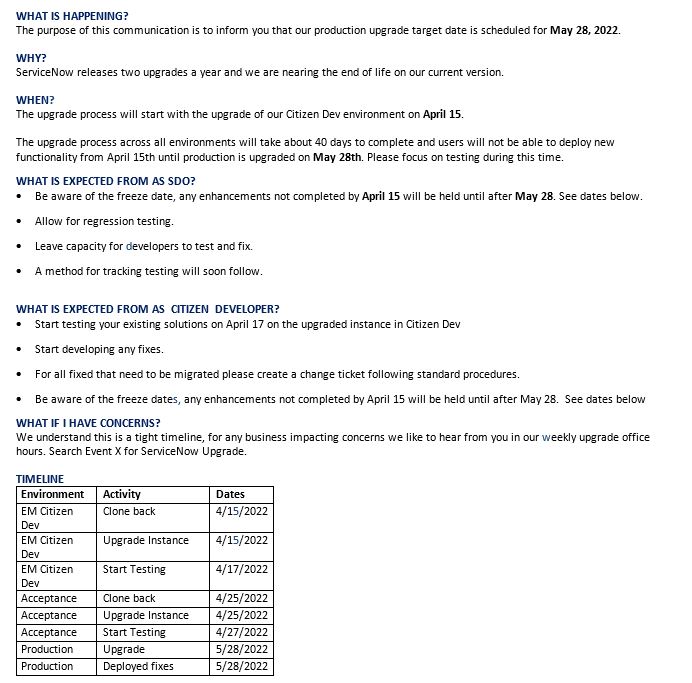 WHAT IS HAPPENING?
The purpose of this communication is to inform you that our production upgrade target date is scheduled for May 28, 2022.
WHY?
ServiceNow releases two upgrades a year and we are nearing the end of life on our current version.
WHEN?
The upgrade process will start with the upgrade of our Citizen Dev environment on April 15.
The upgrade process across all environments will take about 40 days to complete and users will not be able to deploy new
functionality from April 15th until production is upgraded on May 28th. Please focus on testing during this time.
WHAT IS EXPECTED FROM AS SDO?
• Be aware of the freeze date, any enhancements not completed by April 15 will be held until after May 28. See dates below.
• Allow for regression testing.
• Leave capacity for developers to test and fix.
• A method for tracking testing will soon follow.
WHAT IS EXPECTED FROM AS CITIZEN DEVELOPER?
• Start testing your existing solutions on April 17 on the upgraded instance in Citizen Dev
• Start developing any fixes.
• For all fixed that need to be migrated please create a change ticket following standard procedures.
• Be aware of the freeze dates, any enhancements not completed by April 15 will be held until after May 28. See dates below
WHAT IF I HAVE CONCERNS?
We understand this is a tight timeline, for any business impacting concerns we like to hear from you in our weekly upgrade office
hours. Search Event X for ServiceNow Upgrade.
TIMELINE
Environment Activity Dates
EM Citizen Clone back 4/15/2022
Dev
EM Citizen Upgrade Instance 4/15/2022
Dev
EM Citizen Start Testing 4/17/2022
Dev
Acceptance Clone back 4/25/2022
Acceptance Upgrade Instance 4/25/2022
Acceptance Start Testing 4/27/2022
Production Upgrade 5/28/2022
Production Deployed fixes 5/28/2022